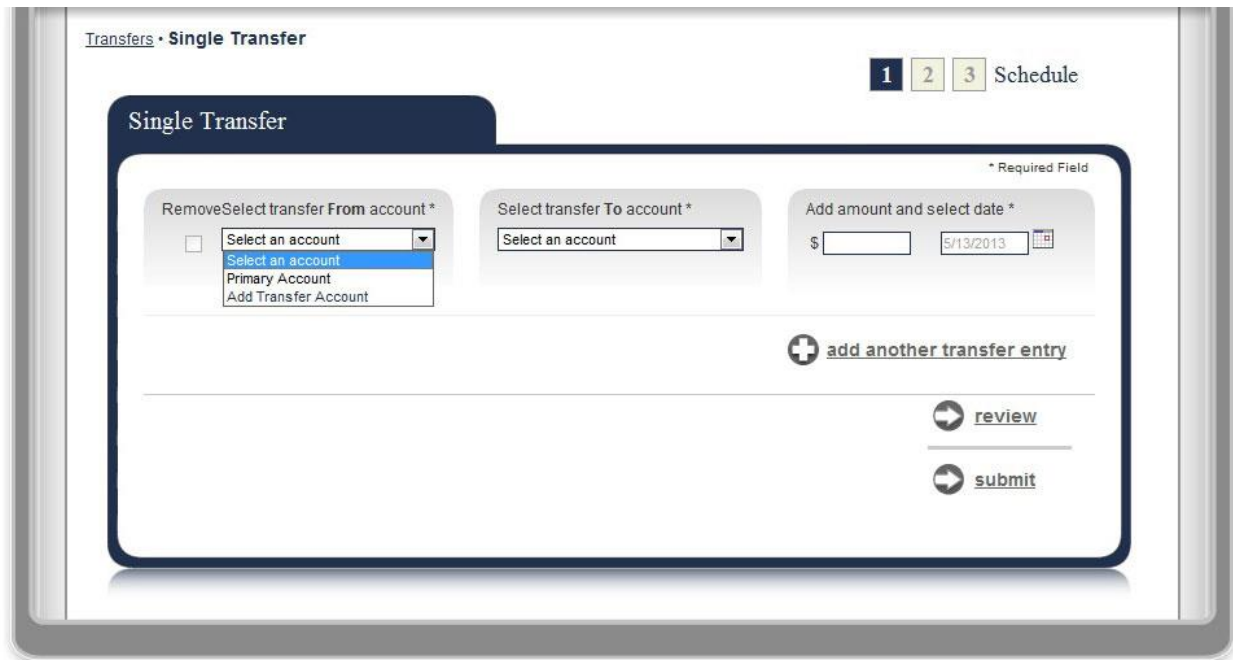 Transfers • Single Transfer
1 2 3 Schedule
Single Transfer
* Required Field
RemoveSelect transfer From account *
Select an account
Select an account
Primary Account
Add Transfer Account
Select transfer To account *
Select an account
Add amount and select date *
$ 5/13/2013
add another transfer entry
review
submit